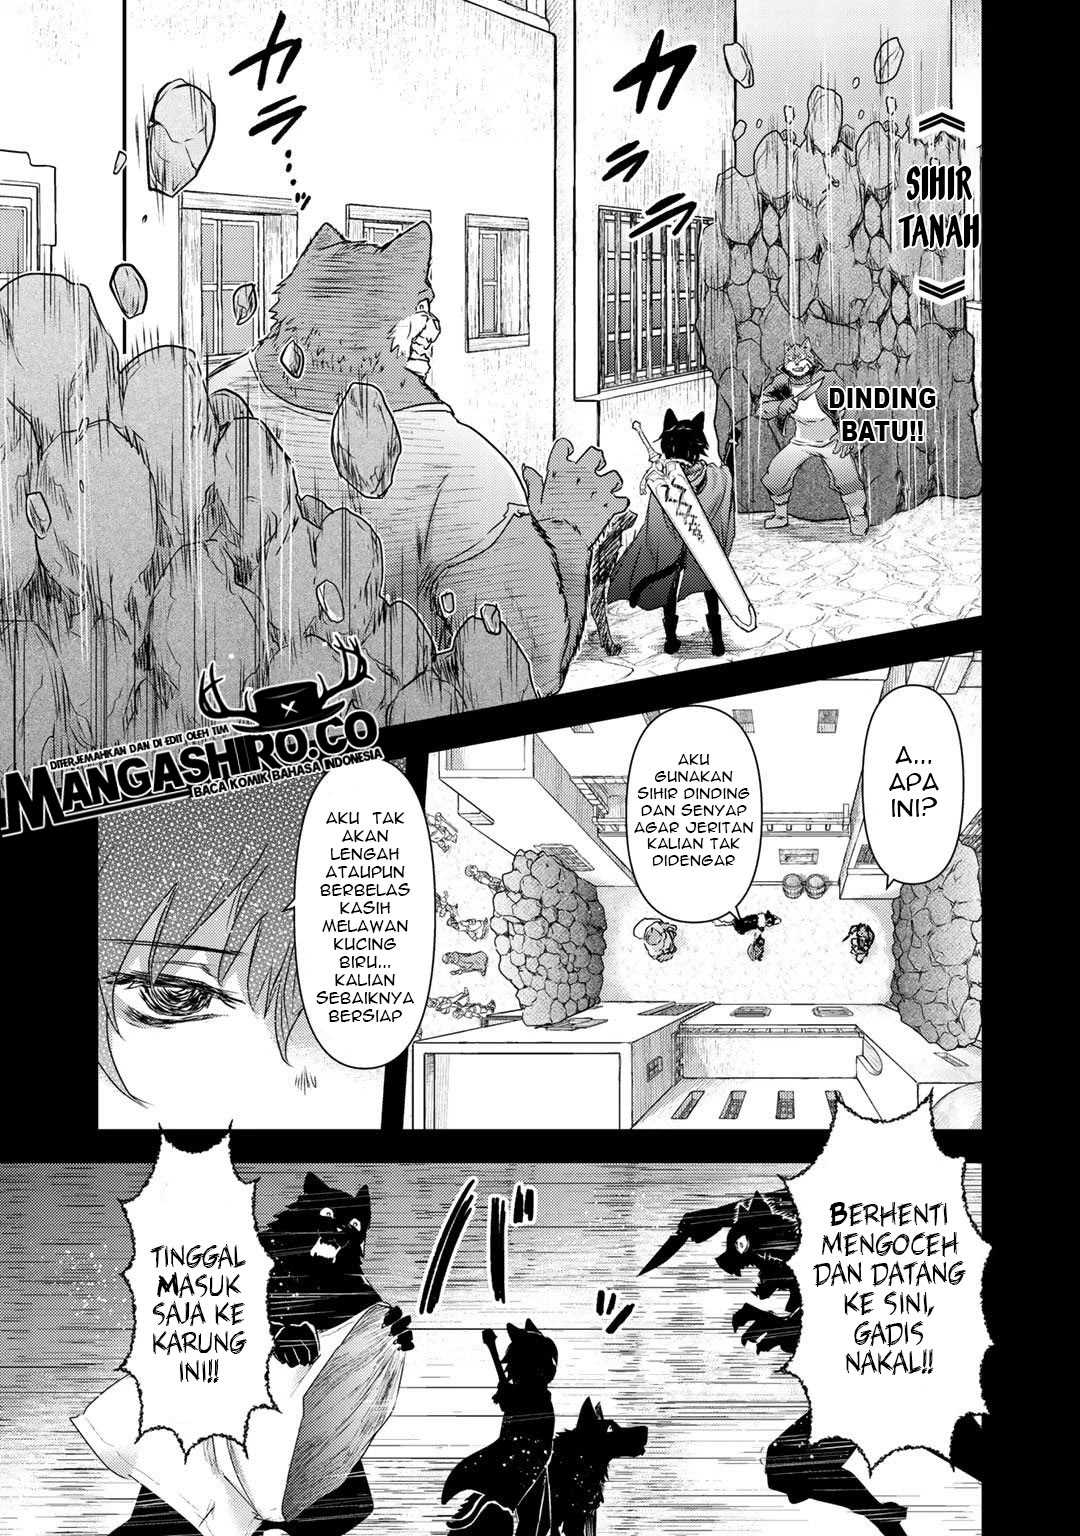 カラ
カラ…
《
SIHIR
TANAH
》
DINDING
BATU!!
A...
APA
INI?
AKU
GUNAKAN
SIHIR DINDING
DAN SENYAP
AGAR JERITAN
KALIAN TAK
DIDENGAR
AKU TAK
AKAN
LENGAH
ATAUPUN
BERBELAS
KASIH
MELAWAN
KUCING
BIRU...
KALIAN
SEBAIKNYA
BERSIAP
DITERJEMAHKAN DAN DI EDIT OLEH TIM
MANGASHIRO.CO
BACA KOMIK BAHASA INDONESIA
BERHENTI
MENGOCEH
DAN DATANG
KE SINI,
GADIS
NAKAL!!
TINGGAL
MASUK
SAJA KE
KARUNG
INI!!